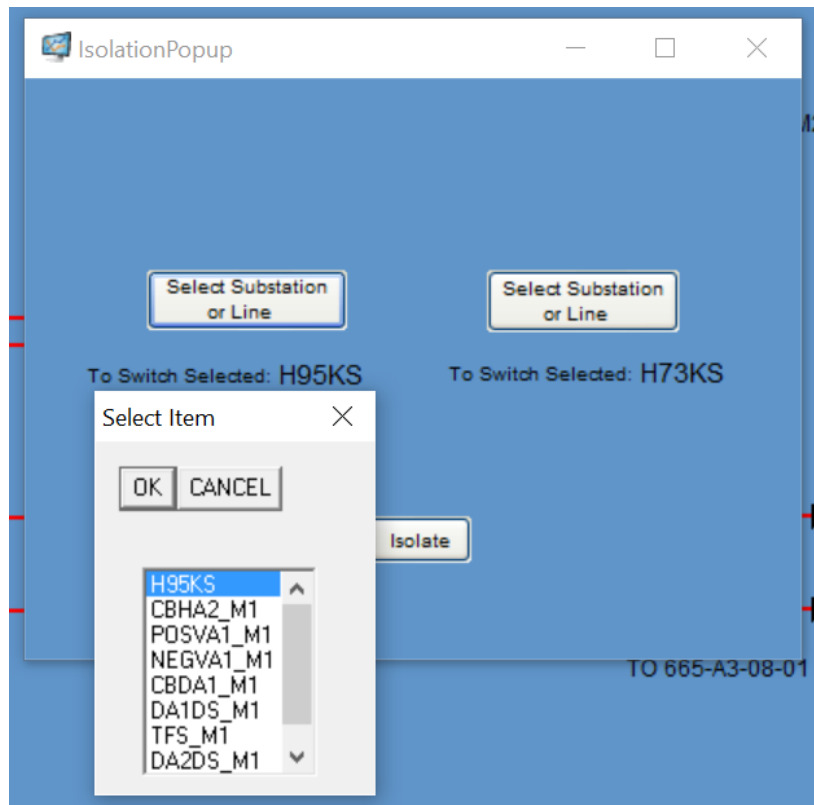 IsolationPopup
Select Substation
or Line
Select Substation
or Line
To Switch Selected: H95KS
To Switch Selected: H73KS
Select Item
OK
CANCEL
Isolate
H95KS
CBHA2_M1
POSVA1_M1
NEGVA1_M1
CBDA1_M1
DA1DS_M1
TFS_M1
DA2DS_M1
TO 665-A3-08-01